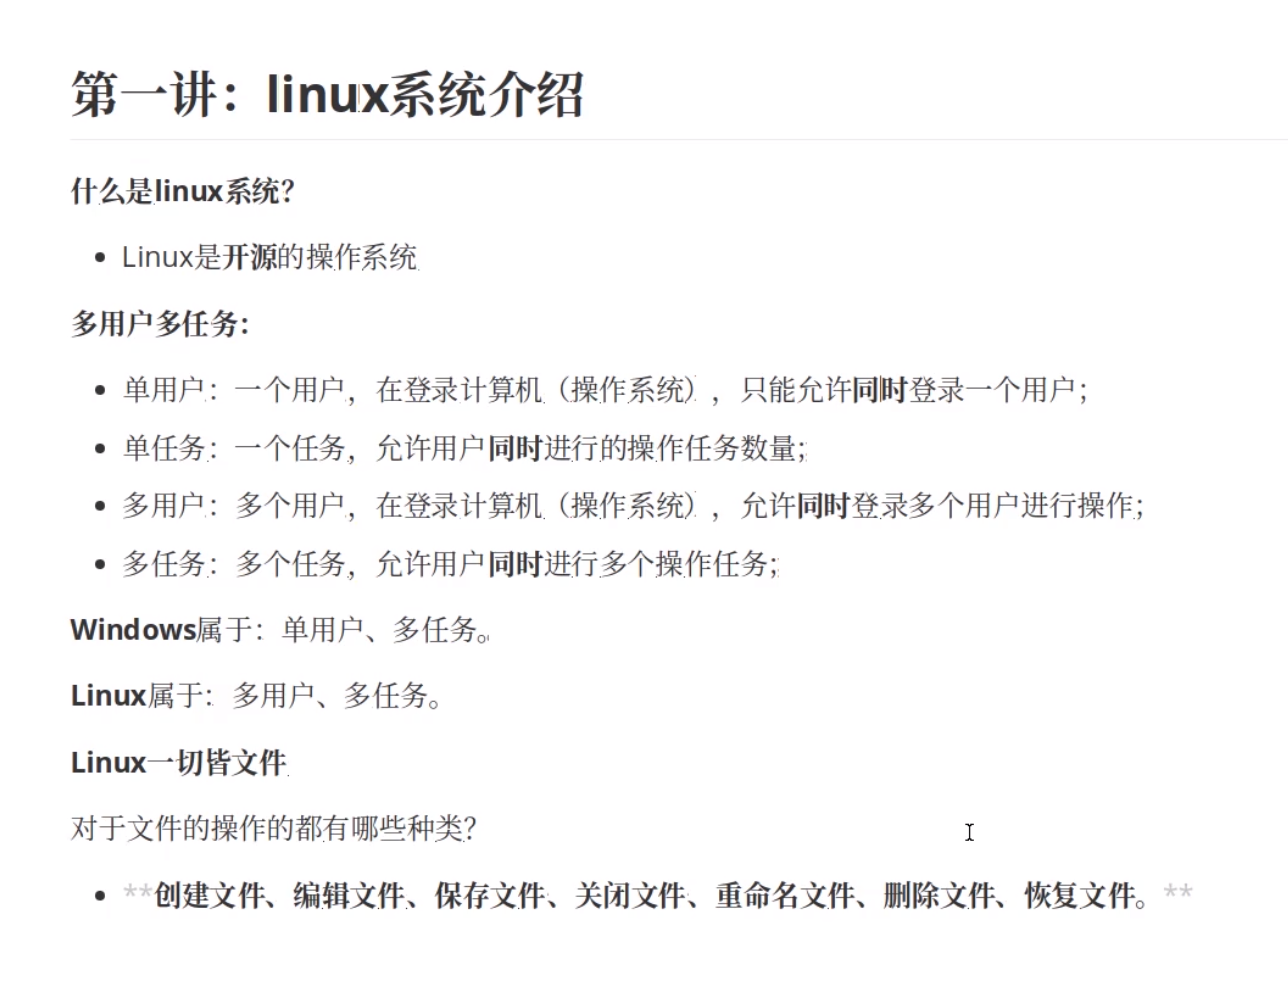 第一讲：linux系统介绍
什么是linux系统？
Linux是开源的操作系统
多用户多任务：
单用户：一个用户，在登录计算机（操作系统），只能允许同时登录一个用户；
单任务：一个任务，允许用户同时进行的操作任务数量；
多用户：多个用户，在登录计算机（操作系统），允许同时登录多个用户进行操作；
多任务：多个任务，允许用户同时进行多个操作任务；
Windows属于：单用户、多任务。
Linux属于：多用户、多任务。
Linux一切皆文件
对于文件的操作的都有哪些种类？
**创建文件、编辑文件、保存文件、关闭文件、重命名文件、删除文件、恢复文件。**